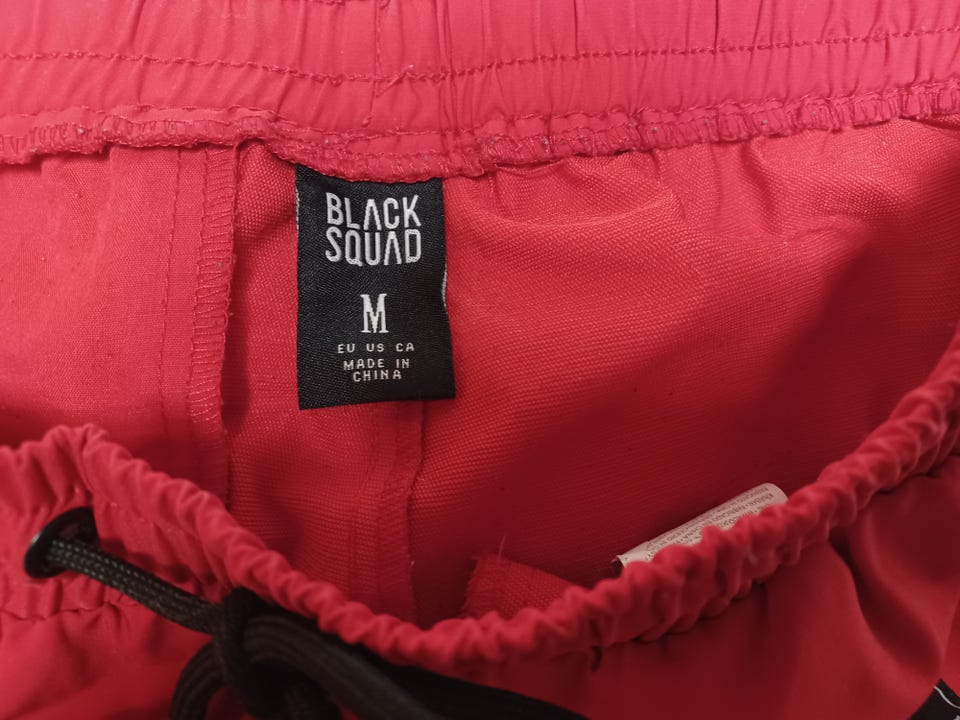 BLACK
SQUAD
M
EU US CA
MADE IN
CHINA